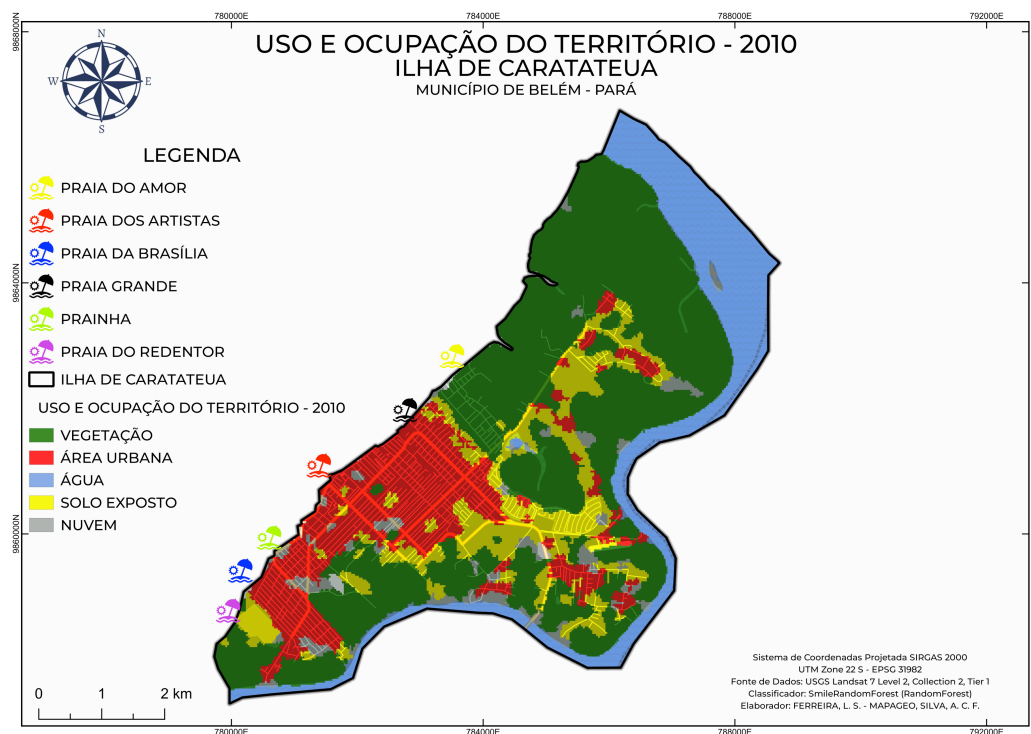 780000E 784000E 788000E 792000E
9868000N
USO E OCUPAÇÃO DO TERRITÓRIO - 2010
ILHA DE CARATATEUA
MUNICÍPIO DE BELÉM - PARÁ
N
W E
S
LEGENDA
PRAIA DO AMOR
PRAIA DOS ARTISTAS
PRAIA DA BRASÍLIA
9864000N
PRAIA GRANDE
PRAINHA
PRAIA DO REDENTOR
ILHA DE CARATATEUA
USO E OCUPAÇÃO DO TERRITÓRIO - 2010
VEGETAÇÃO
ÁREA URBANA
ÁGUA
SOLO EXPOSTO
NUVEM
9860000N
0 1 2 km
Sistema de Coordenadas Projetada SIRGAS 2000
UTM Zone 22 S - EPSG 31982
Fonte de Dados: USGS Landsat 7 Level 2, Collection 2, Tier 1
Classificador: SmileRandomForest (RandomForest)
Elaborador: FERREIRA, L. S. - MAPAGEO, SILVA, A. C. F.
780000E 784000E 788000E 792000E